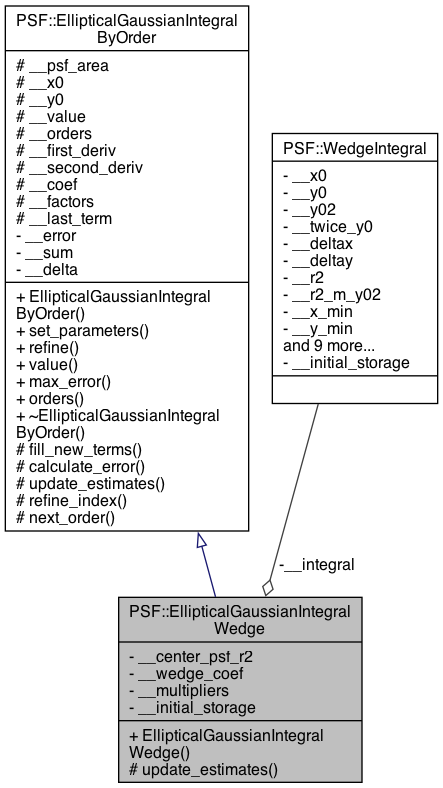 PSF::EllipticalGaussianIntegral
ByOrder
# __psf_area
# __x0
# __y0
# __value
# __orders
# __first_deriv
# __second_deriv
# __coef
# __factors
# __last_term
- __error
- __sum
- __delta
+ EllipticalGaussianIntegral
ByOrder()
+ set_parameters()
+ refine()
+ value()
+ max_error()
+ orders()
+ ~EllipticalGaussianIntegral
ByOrder()
# fill_new_terms()
# calculate_error()
# update_estimates()
# refine_index()
# next_order()
PSF::WedgeIntegral
- __x0
- __y0
- __y02
- __twice_y0
- __deltax
- __deltay
- __r2
- __r2_m_y02
- __x_min
- __y_min
and 9 more...
- __initial_storage
-__integral
PSF::EllipticalGaussianIntegral
Wedge
- __center_psf_r2
- __wedge_coef
- __multipliers
- __initial_storage
+ EllipticalGaussianIntegral
Wedge()
# update_estimates()